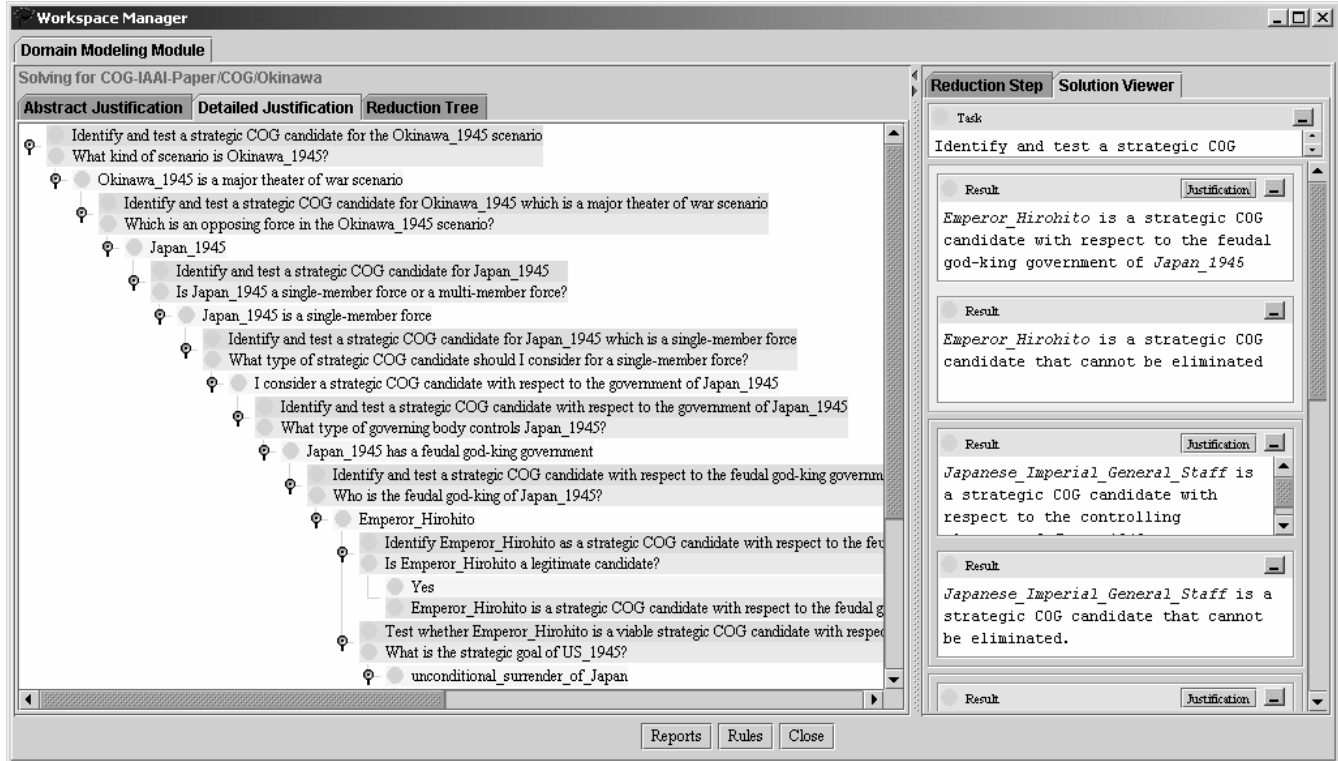 Workspace Manager
Domain Modeling Module
Solving for COG-IAAI-Paper/COG/Okinawa
Abstract Justification Detailed Justification Reduction Tree
Identify and test a strategic COG candidate for the Okinawa_1945 scenario
What kind of scenario is Okinawa_1945?
Okinawa_1945 is a major theater of war scenario
Identify and test a strategic COG candidate for Okinawa_1945 which is a major theater of war scenario
Which is an opposing force in the Okinawa_1945 scenario?
Japan_1945
Identify and test a strategic COG candidate for Japan_1945
Is Japan_1945 a single-member force or a multi-member force?
Japan_1945 is a single-member force
Identify and test a strategic COG candidate for Japan_1945 which is a single-member force
What type of strategic COG candidate should I consider for a single-member force?
I consider a strategic COG candidate with respect to the government of Japan_1945
Identify and test a strategic COG candidate with respect to the government of Japan_1945
What type of governing body controls Japan_1945?
Japan_1945 has a feudal god-king government
Identify and test a strategic COG candidate with respect to the feudal god-king governm
Who is the feudal god-king of Japan_1945?
Emperor_Hirohito
Identify Emperor_Hirohito as a strategic COG candidate with respect to the feu
Is Emperor_Hirohito a legitimate candidate?
Yes
Emperor_Hirohito is a strategic COG candidate with respect to the feudal g
Test whether Emperor_Hirohito is a viable strategic COG candidate with respec
What is the strategic goal of US_1945?
unconditional_surrender_of_Japan
Reduction Step Solution Viewer
Task
Identify and test a strategic COG
Result Justification
Emperor_Hirohito is a strategic COG
candidate with respect to the feudal
god-king government of Japan_1945
Result
Emperor_Hirohito is a strategic COG
candidate that cannot be eliminated
Result Justification
Japanese_Imperial_General_Staff is
a strategic COG candidate with
respect to the controlling
Result
Japanese_Imperial_General_Staff is a
strategic COG candidate that cannot
be eliminated.
Result Justification
Reports Rules Close